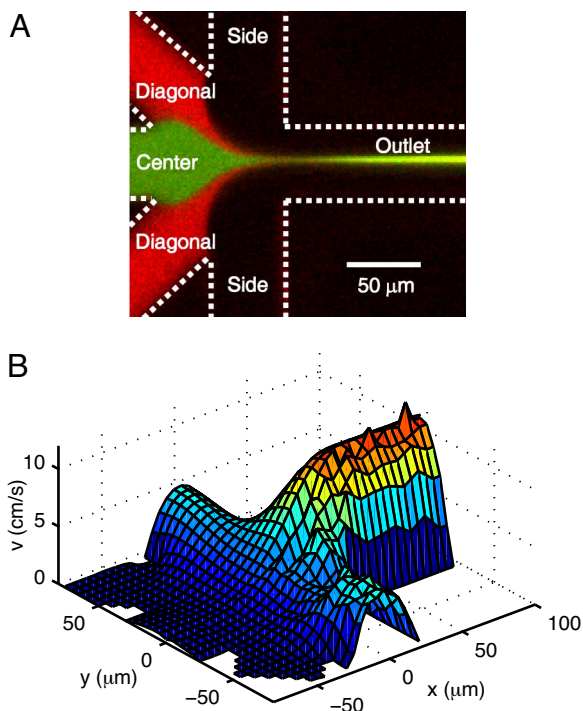 A
Side
Diagonal
Center
Outlet
Diagonal
Side
50 μm
B
v (cm/s)
10
5
0
50
0
−50
y (μm)
−50
0
50
100
x (μm)